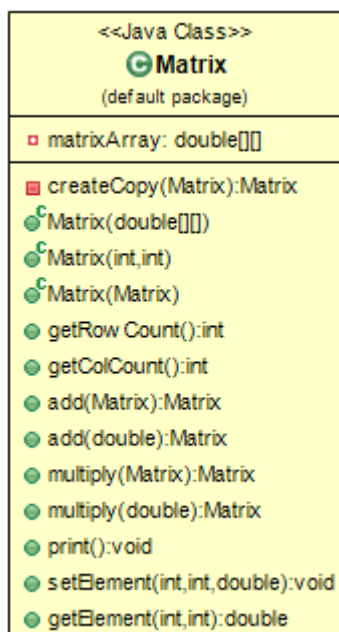 <<Java Class>>
C Matrix
(default package)
matrixArray: double[][]
createCopy(Matrix):Matrix
C Matrix(double[][])
C Matrix(int,int)
C Matrix(Matrix)
getRow Count():int
getColCount():int
add(Matrix):Matrix
add(double):Matrix
multiply(Matrix):Matrix
multiply(double):Matrix
print():void
setElement(int,int,double):void
getElement(int,int):double